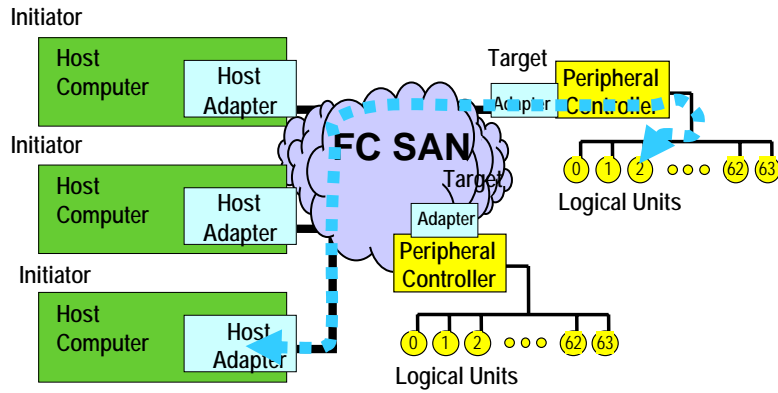 Initiator
Host
Computer
Host
Adapter
Target
Adapter
Peripheral
Controller
0 1 2 62 63
Logical Units
Initiator
Host
Computer
Host
Adapter
FC SAN
Target
Adapter
Peripheral
Controller
0 1 2 62 63
Logical Units
Initiator
Host
Computer
Host
Adapter